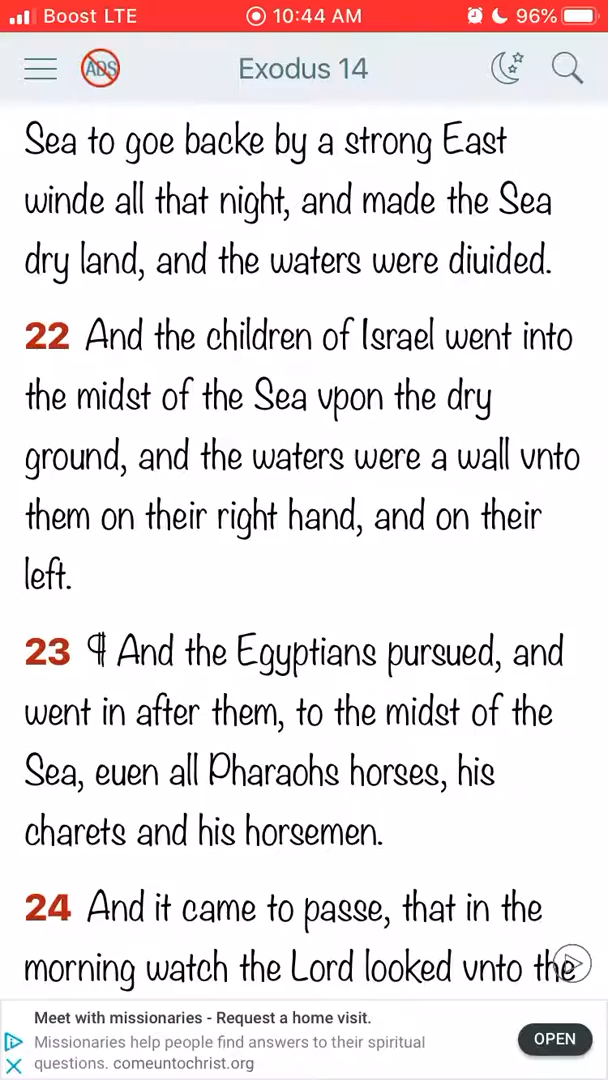 Boost LTE 10:44 AM 96%
ADS Exodus 14
Sea to goe backe by a strong East
winde all that night, and made the Sea
dry land, and the waters were diuided.
22 And the children of Israel went into
the midst of the Sea vpon the dry
ground, and the waters were a wall vnto
them on their right hand, and on their
left.
23 ¶ And the Egyptians pursued, and
went in after them, to the midst of the
Sea, euen all Pharaohs horses, his
charets and his horsemen.
24 And it came to passe, that in the
morning watch the Lord looked vnto the
Meet with missionaries - Request a home visit.
Missionaries help people find answers to their spiritual
questions. comeuntochrist.org
OPEN